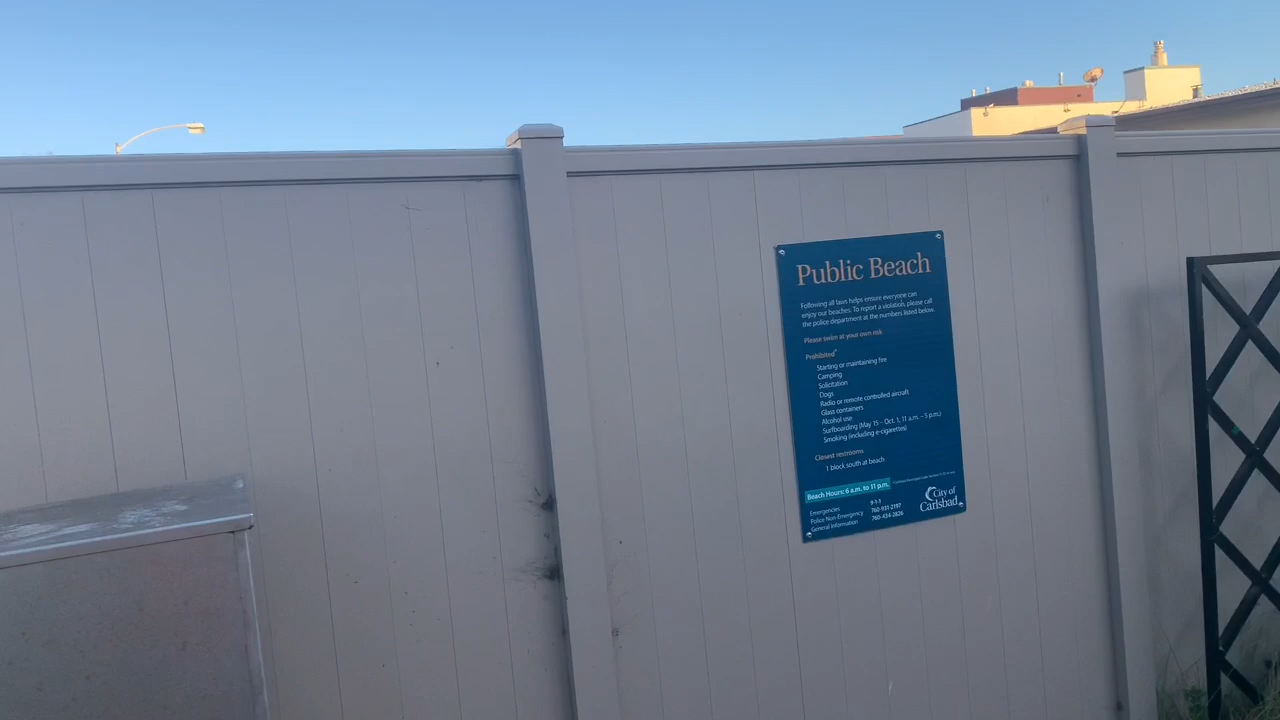 Public Beach
Following all laws helps ensure everyone can
enjoy our beaches. To report a violation, please call
the police department at the numbers listed below.
Please swim at your own risk
Prohibited*
Starting or maintaining fire
Camping
Solicitation
Dogs
Radio or remote controlled aircraft
Glass containers
Alcohol use
Surfboarding (May 15 - Oct. 1, 11 a.m. - 5 p.m.)
Smoking (including e-cigarettes)
Closest restrooms
1 block south at beach
Beach Hours: 6 a.m. to 11 p.m.
Emergencies 9-1-1
Police Non-Emergency 760-931-2197
General Information 760-434-2826
City of
Carlsbad